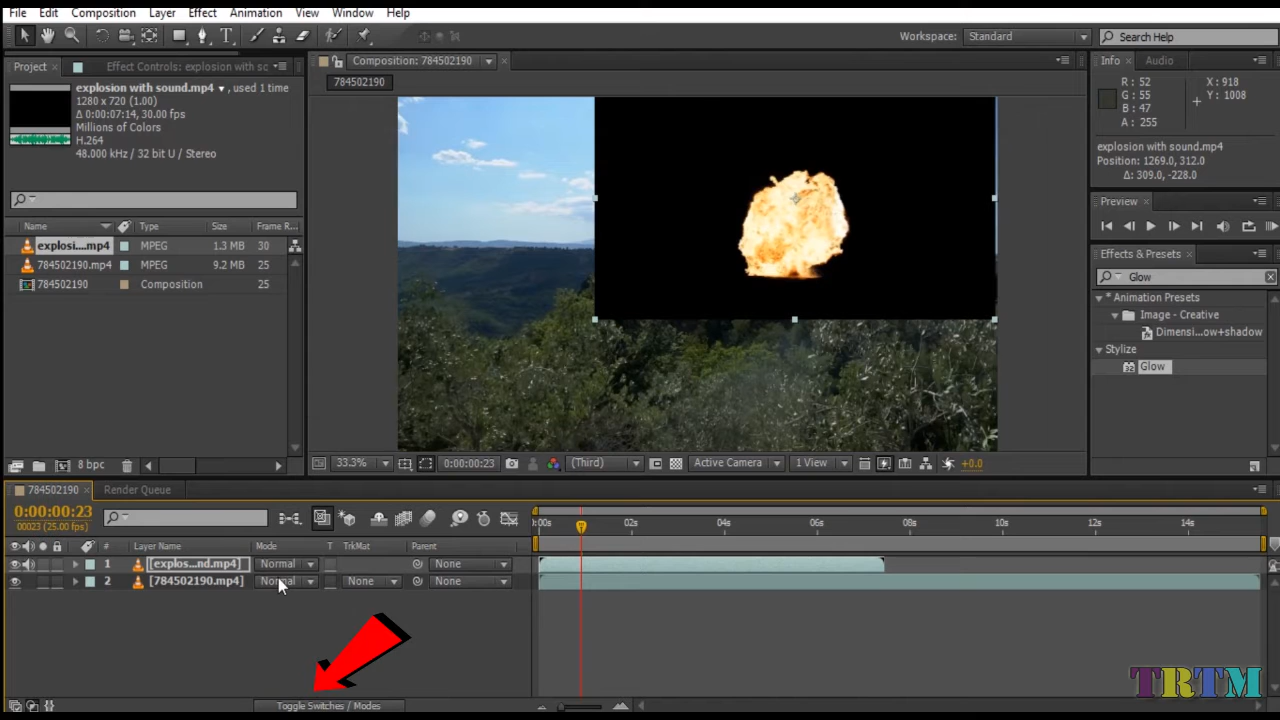 File Edit Composition Layer Effect Animation View Window Help
Workspace: Standard Search Help
Project Effect Controls: explosion with sc
Composition: 784502190
784502190
explosion with sound.mp4 , used 1 time
1280 x 720 (1.00)
Δ 0:00:07:14, 30.00 fps
Millions of Colors
H.264
48.000 kHz / 32 bit U / Stereo
Name Type Size Frame R...
explosi....mp4 MPEG 1.3 MB 30
784502190.mp4 MPEG 9.2 MB 25
784502190 Composition 25
8 bpc
33.3% 0:00:00:23 (Third) Active Camera 1 View +0.0
Info Audio
R: 52 X: 918
G: 55 Y: 1008
B: 47
A: 255
explosion with sound.mp4
Position: 1269.0, 312.0
Δ: 309.0, -228.0
Preview
Effects & Presets
Glow
* Animation Presets
Image - Creative
Dimensi...ow+shadow
Stylize
32 Glow
784502190 Render Queue
0:00:00:23
00023 (25.00 fps)
:00s 02s 04s 06s 08s 10s 12s 14s
# Layer Name Mode T TrkMat Parent
1 [explos...nd.mp4] Normal None
2 [784502190.mp4] Normal None None
Toggle Switches / Modes
TRTM